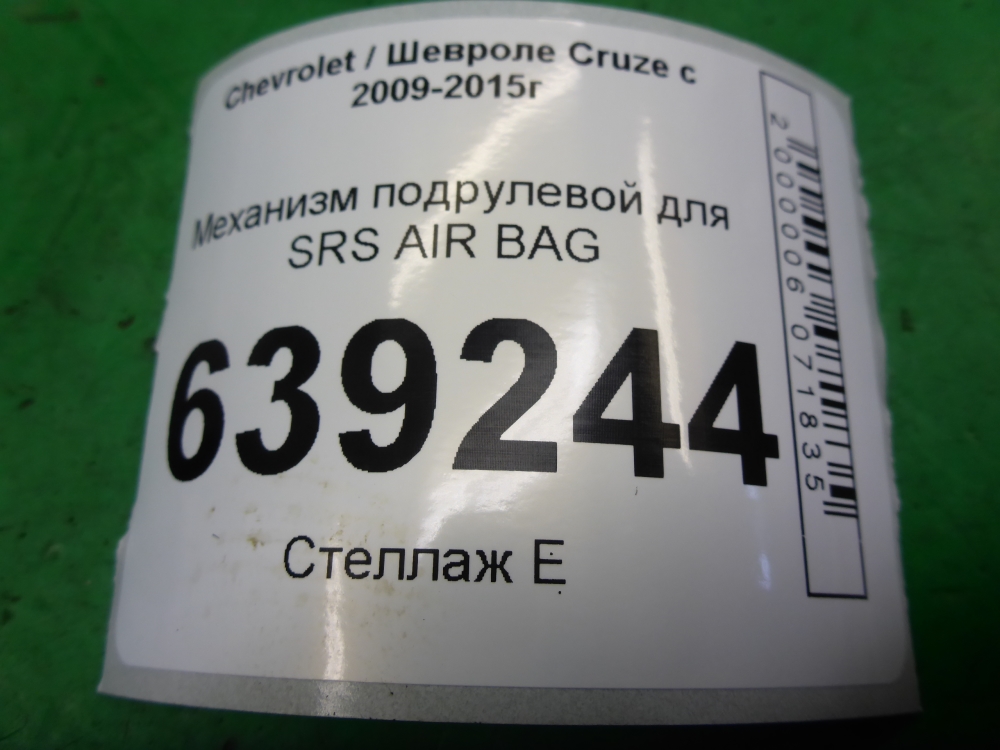 Chevrolet / Шевроле Cruze с
2009-2015г
Механизм подрулевой для
SRS AIR BAG
639244
Стеллаж E
2000006071835